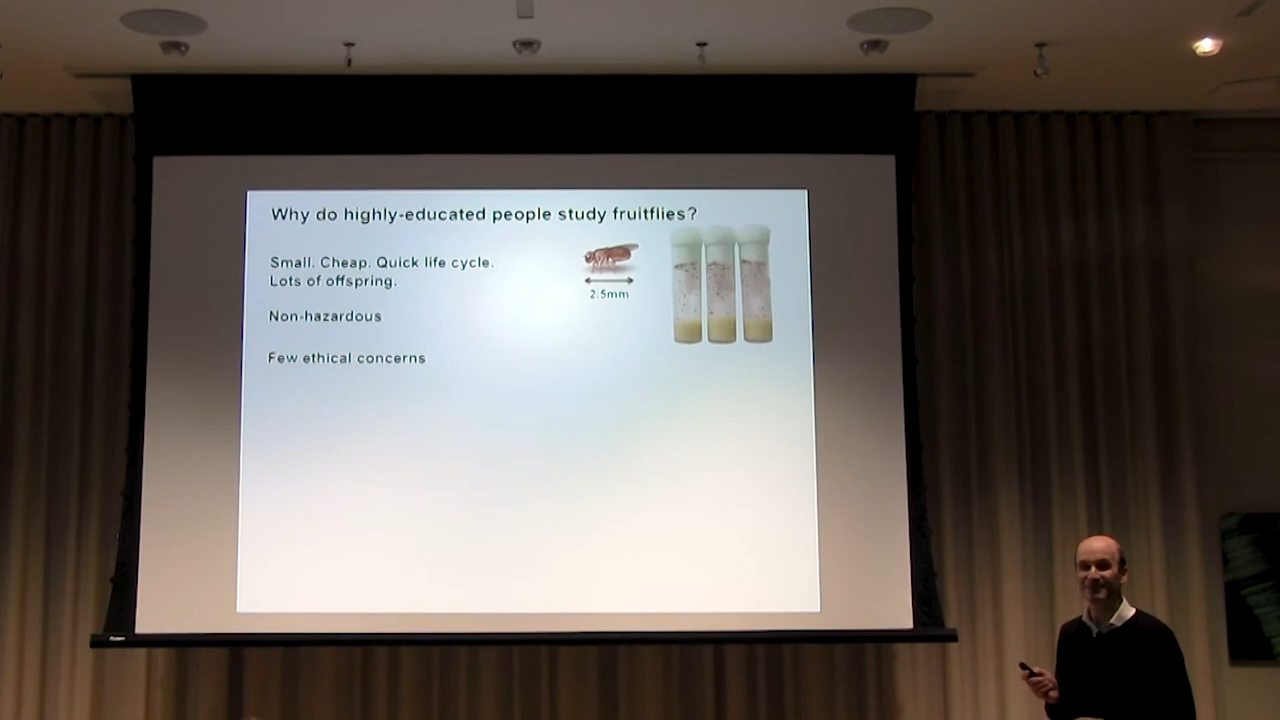 Why do highly-educated people study fruitflies?
Small. Cheap. Quick life cycle.
Lots of offspring.
2.5mm
Non-hazardous
Few ethical concerns